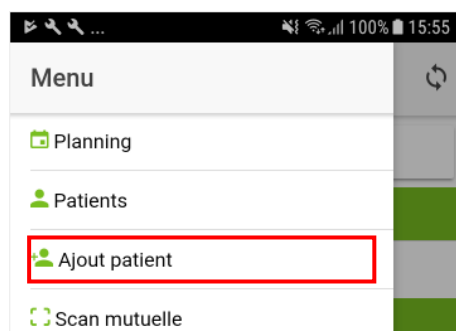 ... 100% 15:55
Menu
Planning
Patients
Ajout patient
Scan mutuelle